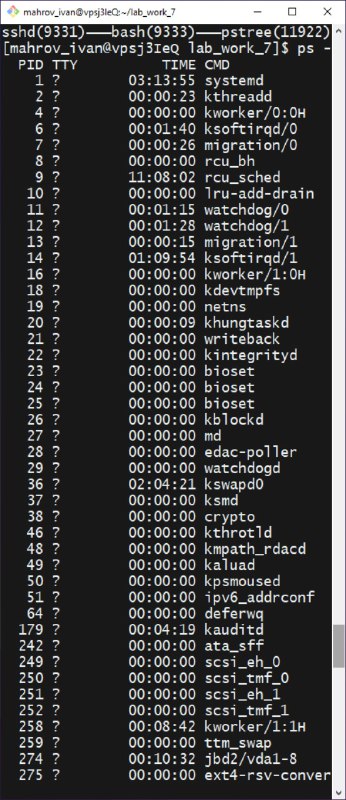 mahrov_ivan@vpsj3IeQ:~/lab_work_7
sshd(9331)───bash(9333)───pstree(11922)
[mahrov_ivan@vpsj3IeQ lab_work_7]$ ps -
PID TTY TIME CMD
1 ? 03:13:55 systemd
2 ? 00:00:23 kthreadd
4 ? 00:00:00 kworker/0:0H
6 ? 00:01:40 ksoftirqd/0
7 ? 00:00:26 migration/0
8 ? 00:00:00 rcu_bh
9 ? 11:08:02 rcu_sched
10 ? 00:00:00 lru-add-drain
11 ? 00:01:15 watchdog/0
12 ? 00:01:28 watchdog/1
13 ? 00:00:15 migration/1
14 ? 01:09:54 ksoftirqd/1
16 ? 00:00:00 kworker/1:0H
18 ? 00:00:00 kdevtmpfs
19 ? 00:00:00 netns
20 ? 00:00:09 khungtaskd
21 ? 00:00:00 writeback
22 ? 00:00:00 kintegrityd
23 ? 00:00:00 bioset
24 ? 00:00:00 bioset
25 ? 00:00:00 bioset
26 ? 00:00:00 kblockd
27 ? 00:00:00 md
28 ? 00:00:00 edac-poller
29 ? 00:00:00 watchdogd
36 ? 02:04:21 kswapd0
37 ? 00:00:00 ksmd
38 ? 00:00:00 crypto
46 ? 00:00:00 kthrotld
48 ? 00:00:00 kmpath_rdacd
49 ? 00:00:00 kaluad
50 ? 00:00:00 kpsmoused
51 ? 00:00:00 ipv6_addrconf
64 ? 00:00:00 deferwq
179 ? 00:04:19 kauditd
242 ? 00:00:00 ata_sff
249 ? 00:00:00 scsi_eh_0
250 ? 00:00:00 scsi_tmf_0
251 ? 00:00:00 scsi_eh_1
252 ? 00:00:00 scsi_tmf_1
258 ? 00:08:42 kworker/1:1H
259 ? 00:00:00 ttm_swap
274 ? 00:10:32 jbd2/vda1-8
275 ? 00:00:00 ext4-rsv-conver